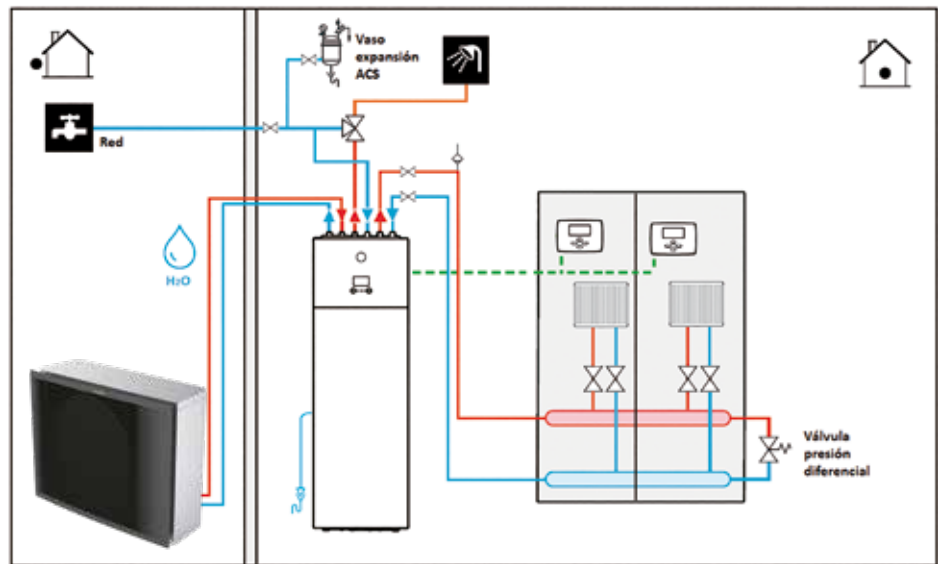 Vaso
expansión
ACS
Red
H₂O
Válvula
presión
diferencial